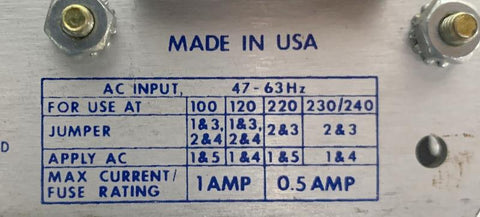 MADE IN USA
AC INPUT, 47-63Hz
FOR USE AT 100 120 220 230/240
JUMPER 1&3, 2&4 1&3, 2&4 2&3 2&3
APPLY AC 1&5 1&4 1&5 1&4
MAX CURRENT/ FUSE RATING 1AMP 0.5 AMP
D